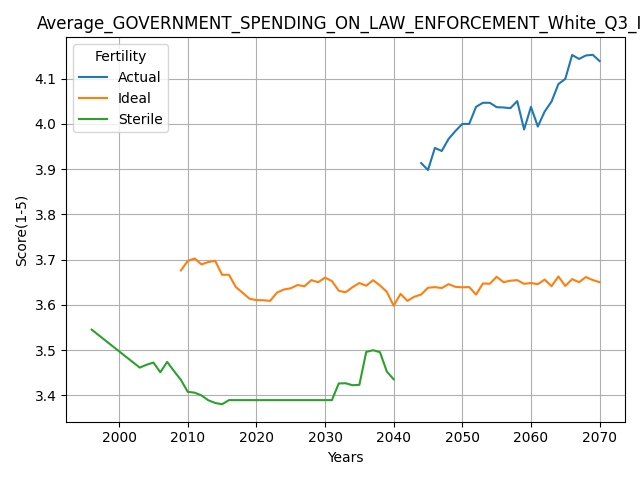 Average_GOVERNMENT_SPENDING_ON_LAW_ENFORCEMENT_White_Q3_I
Fertility
Actual
Ideal
Sterile
Score(1-5)
4.1
4.0
3.9
3.8
3.7
3.6
3.5
3.4
2000 2010 2020 2030 2040 2050 2060 2070
Years